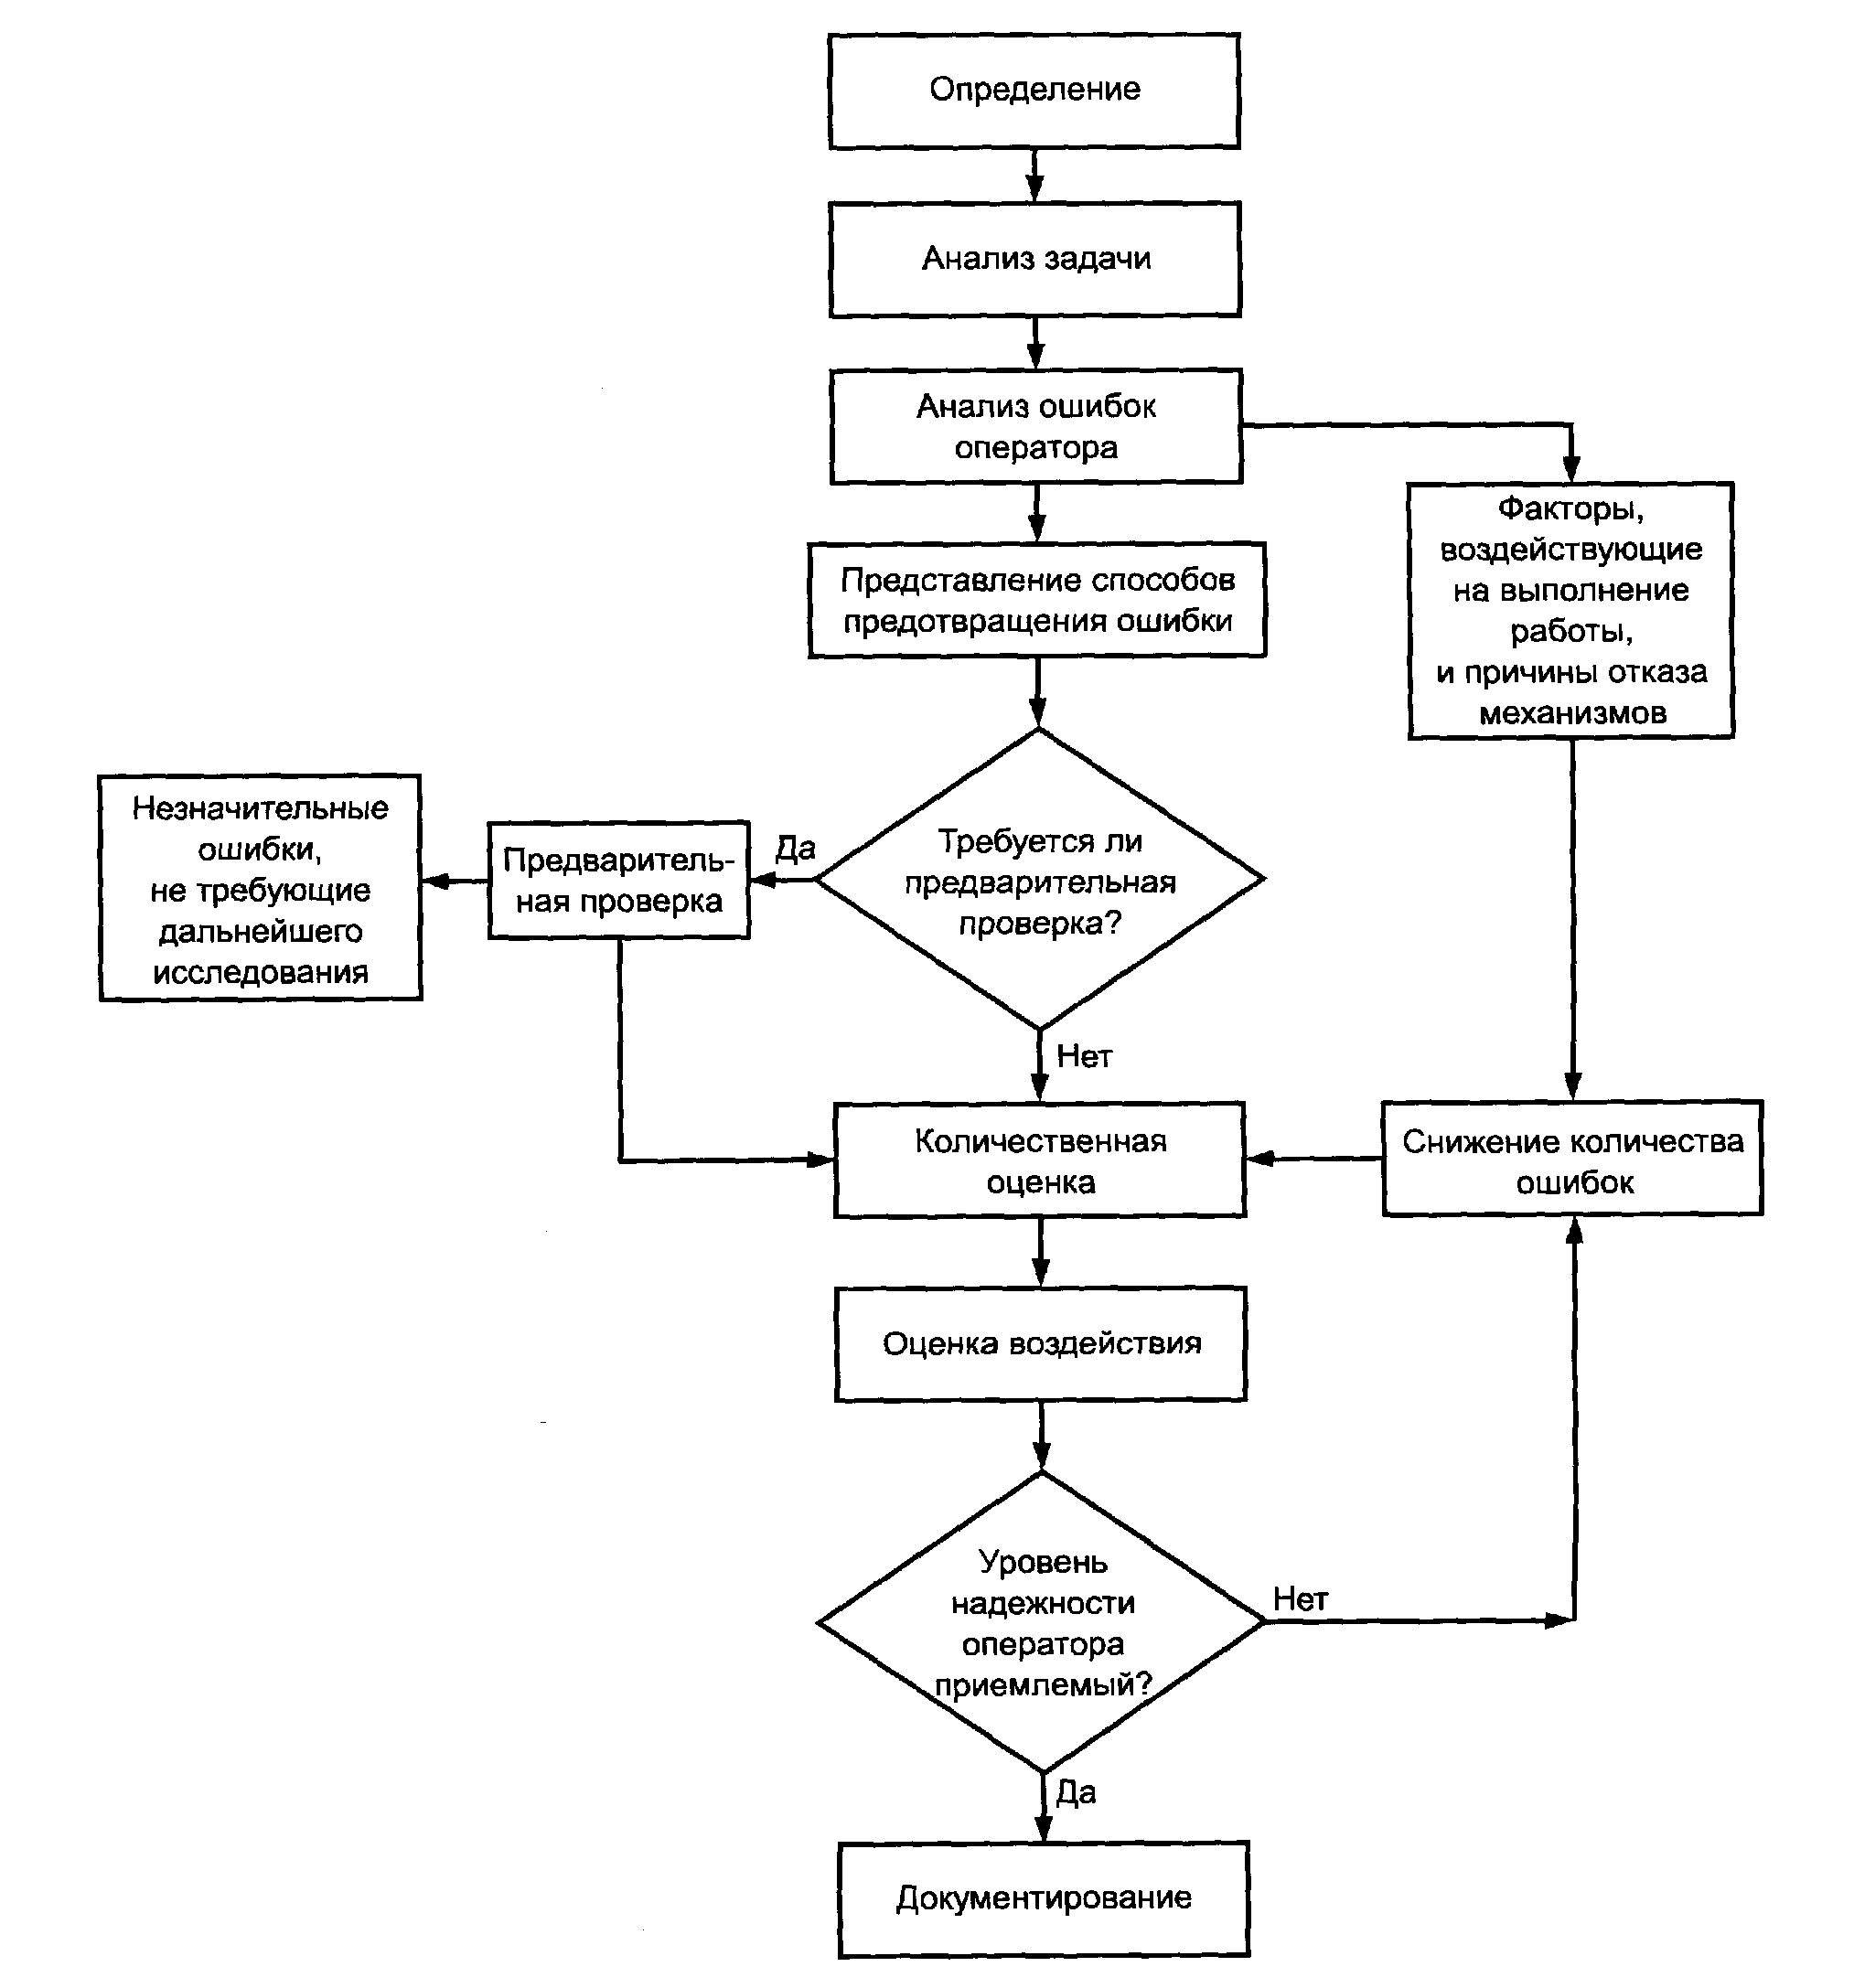 Определение
Анализ задачи
Анализ ошибок
оператора
Факторы,
воздействующие
на выполнение
работы,
и причины отказа
механизмов
Представление способов
предотвращения ошибки
Незначительные
ошибки,
не требующие
дальнейшего
исследования
Предваритель-
ная проверка
Да
Требуется ли
предварительная
проверка?
Нет
Количественная
оценка
Снижение количества
ошибок
Оценка воздействия
Уровень
надежности
оператора
приемлемый?
Нет
Да
Документирование